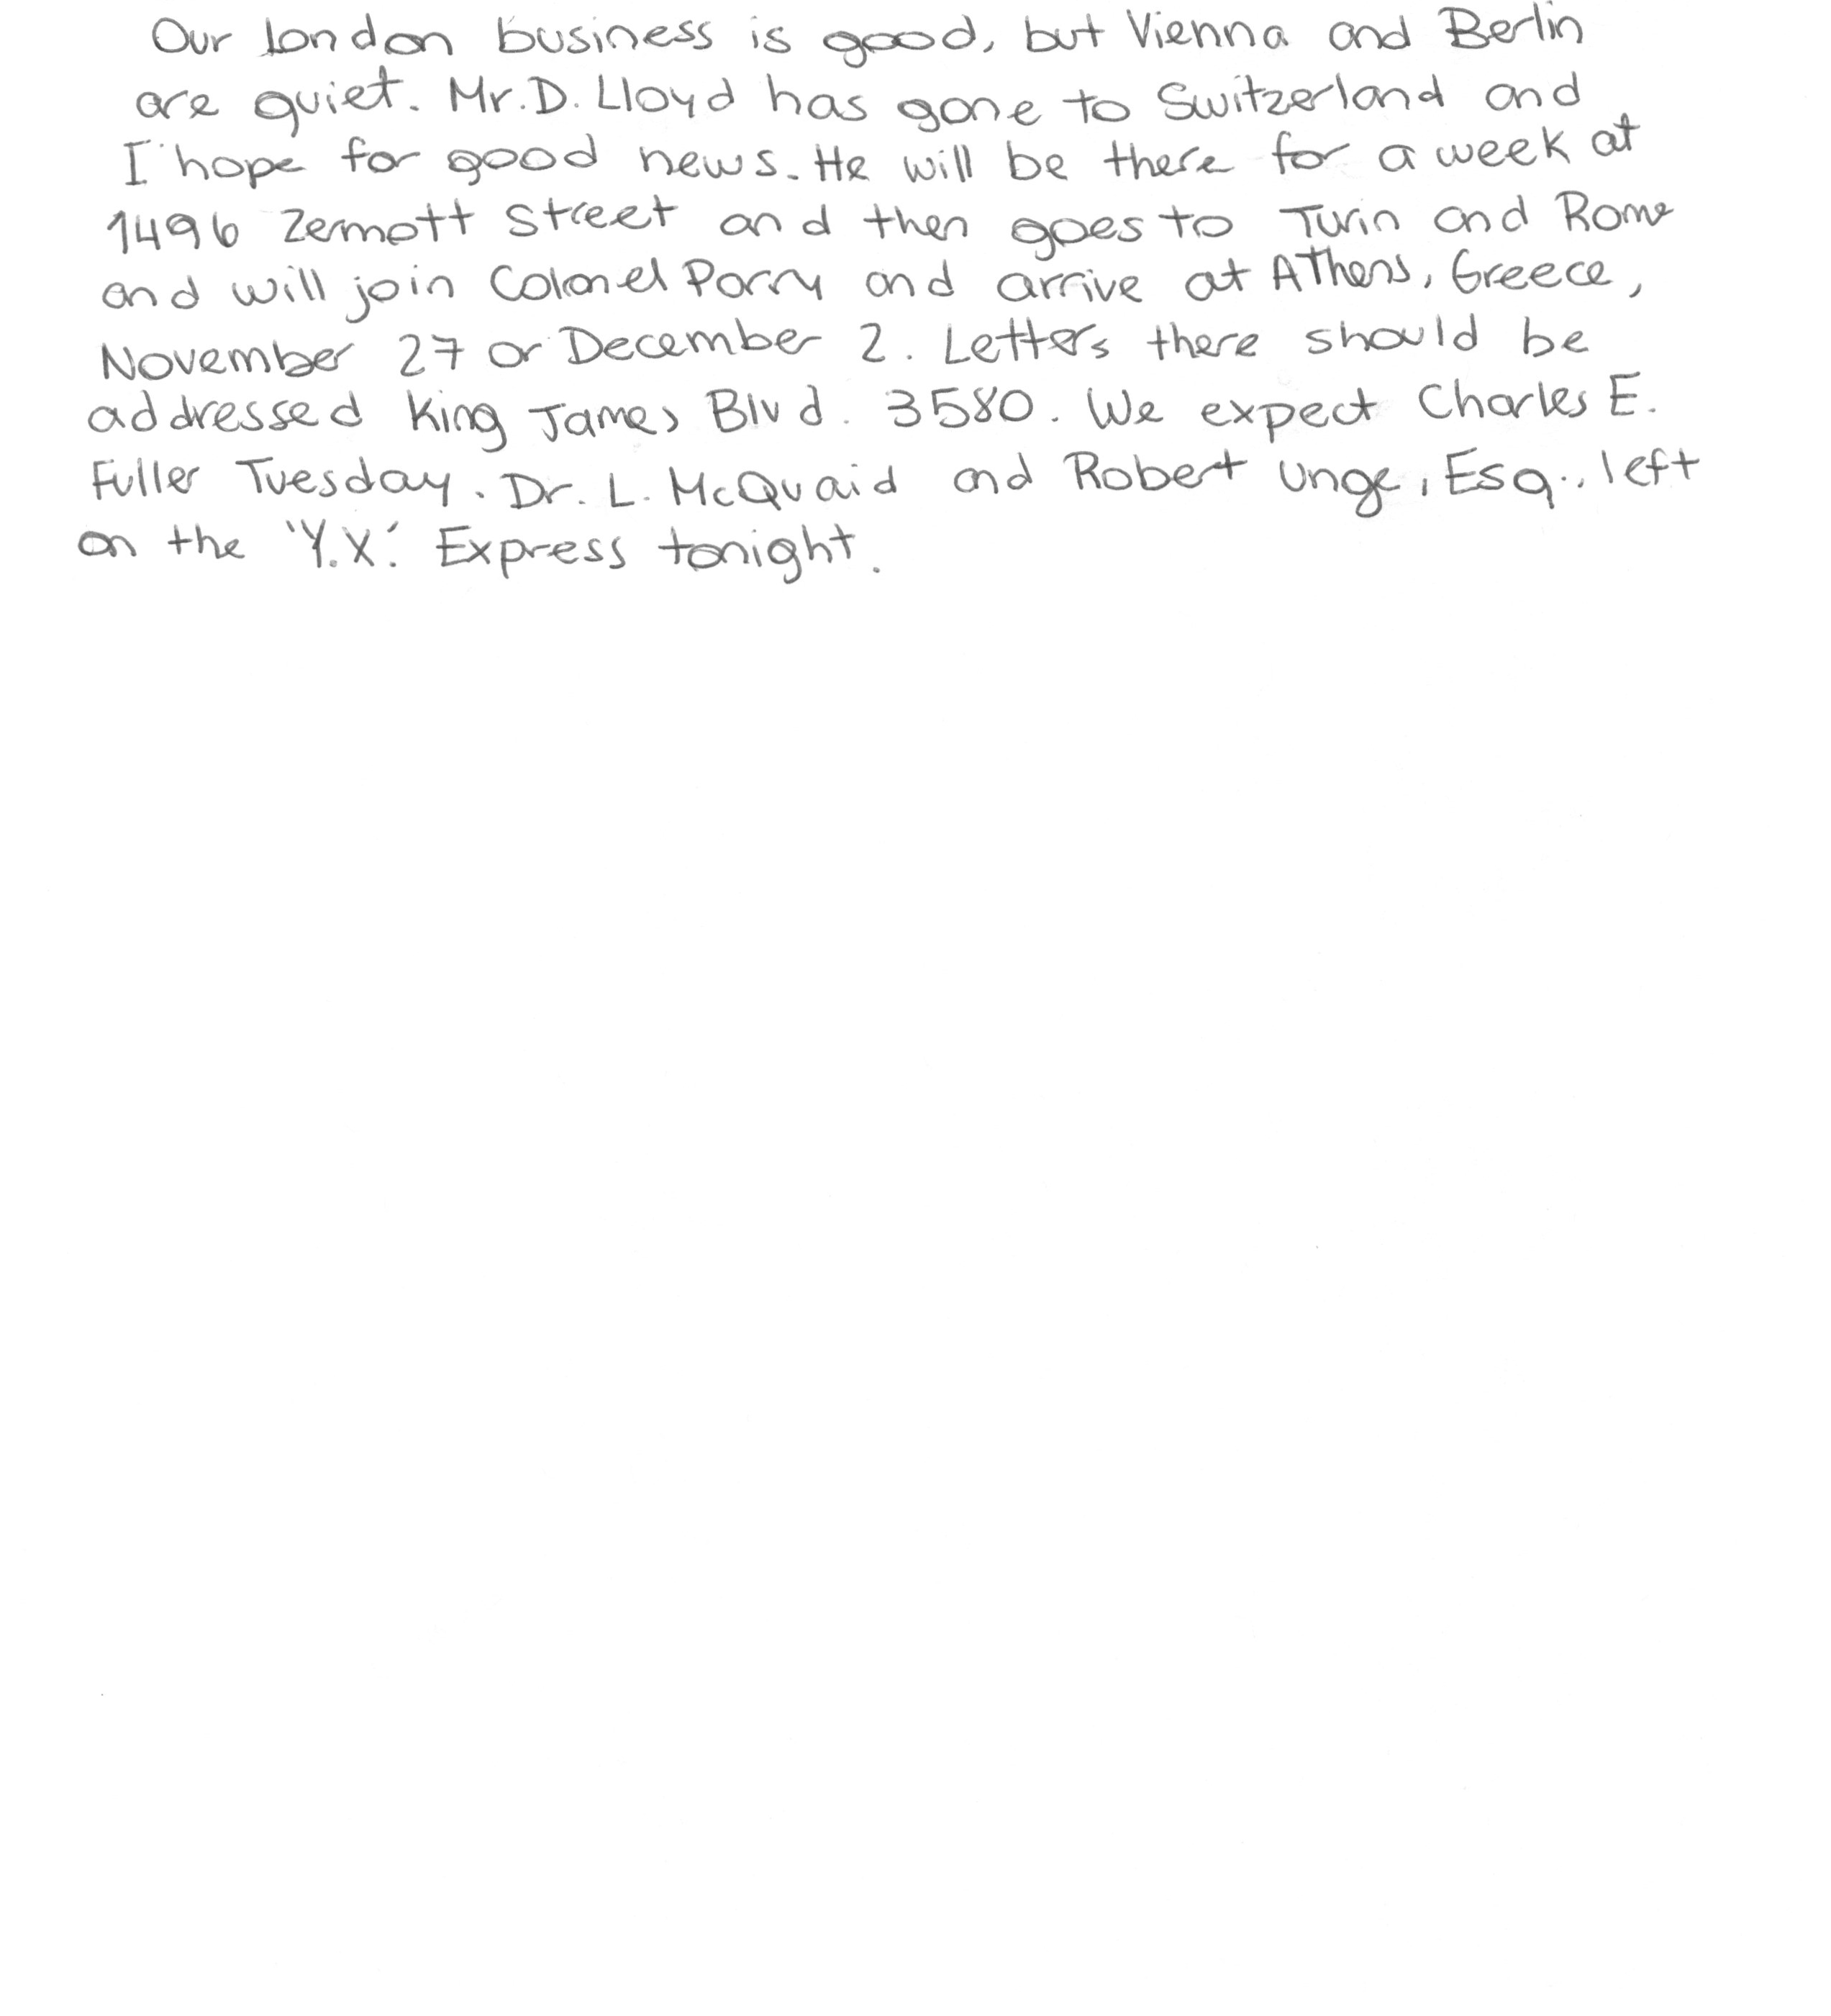 Our London business is good, but Vienna and Berlin
are quiet. Mr. D. Lloyd has gone to Switzerland and
I hope for good news. He will be there for a week at
1496 Zermott Street and then goes to Turin and Rome
and will join Colonel Parry and arrive at Athens, Greece,
November 27 or December 2. Letters there should be
addressed King James Blvd. 3580. We expect Charles E.
Fuller Tuesday. Dr. L. McQuaid and Robert Unge, Esq., left
on the "Y.X." Express tonight.